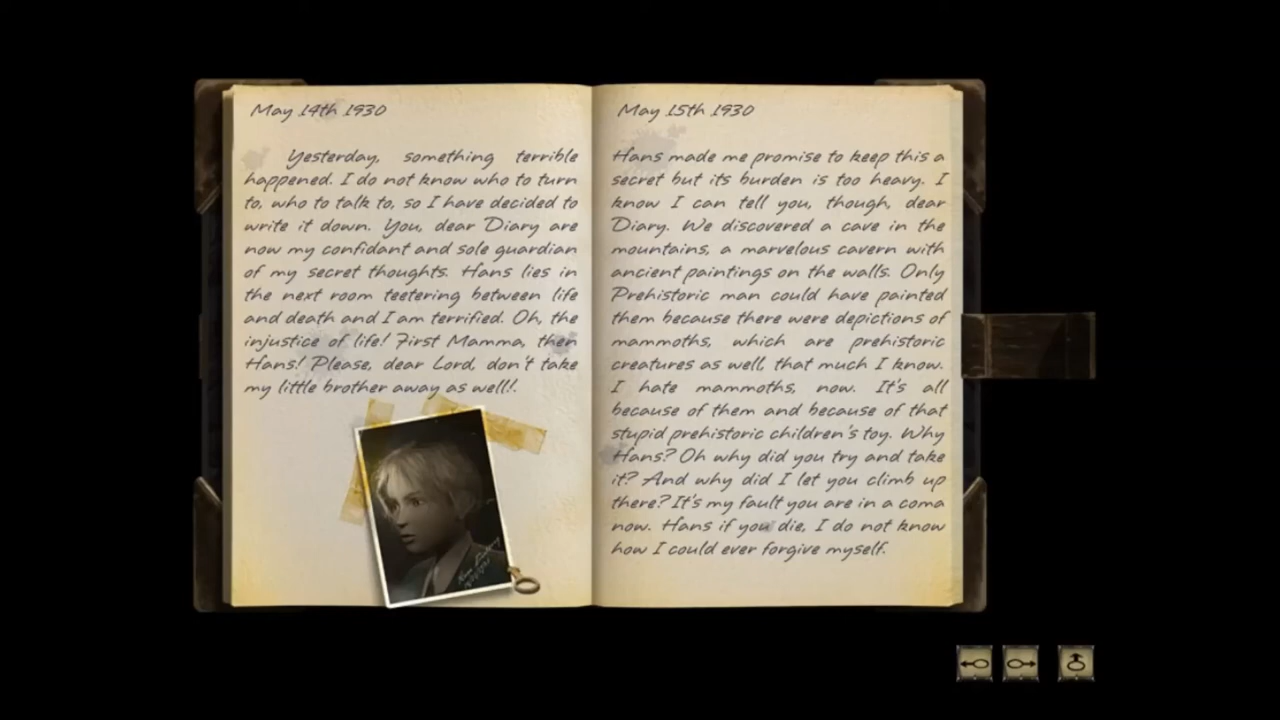 May 14th 1930
Yesterday, something terrible
happened. I do not know who to turn
to, who to talk to, so I have decided to
write it down. You, dear Diary are
now my confidant and sole guardian
of my secret thoughts. Hans lies in
the next room teetering between life
and death and I am terrified. Oh, the
injustice of life! First Mamma, then
Hans! Please, dear Lord, don't take
my little brother away as well!.
May 15th 1930
Hans made me promise to keep this a
secret but its burden is too heavy. I
know I can tell you, though, dear
Diary. We discovered a cave in the
mountains, a marvelous cavern with
ancient paintings on the walls. Only
Prehistoric man could have painted
them because there were depictions of
mammoths, which are prehistoric
creatures as well, that much I know.
I hate mammoths, now. It's all
because of them and because of that
stupid prehistoric children's toy. Why
Hans? Oh why did you try and take
it? And why did I let you climb up
there? It's my fault you are in a coma
now. Hans if you die, I do not know
how I could ever forgive myself.